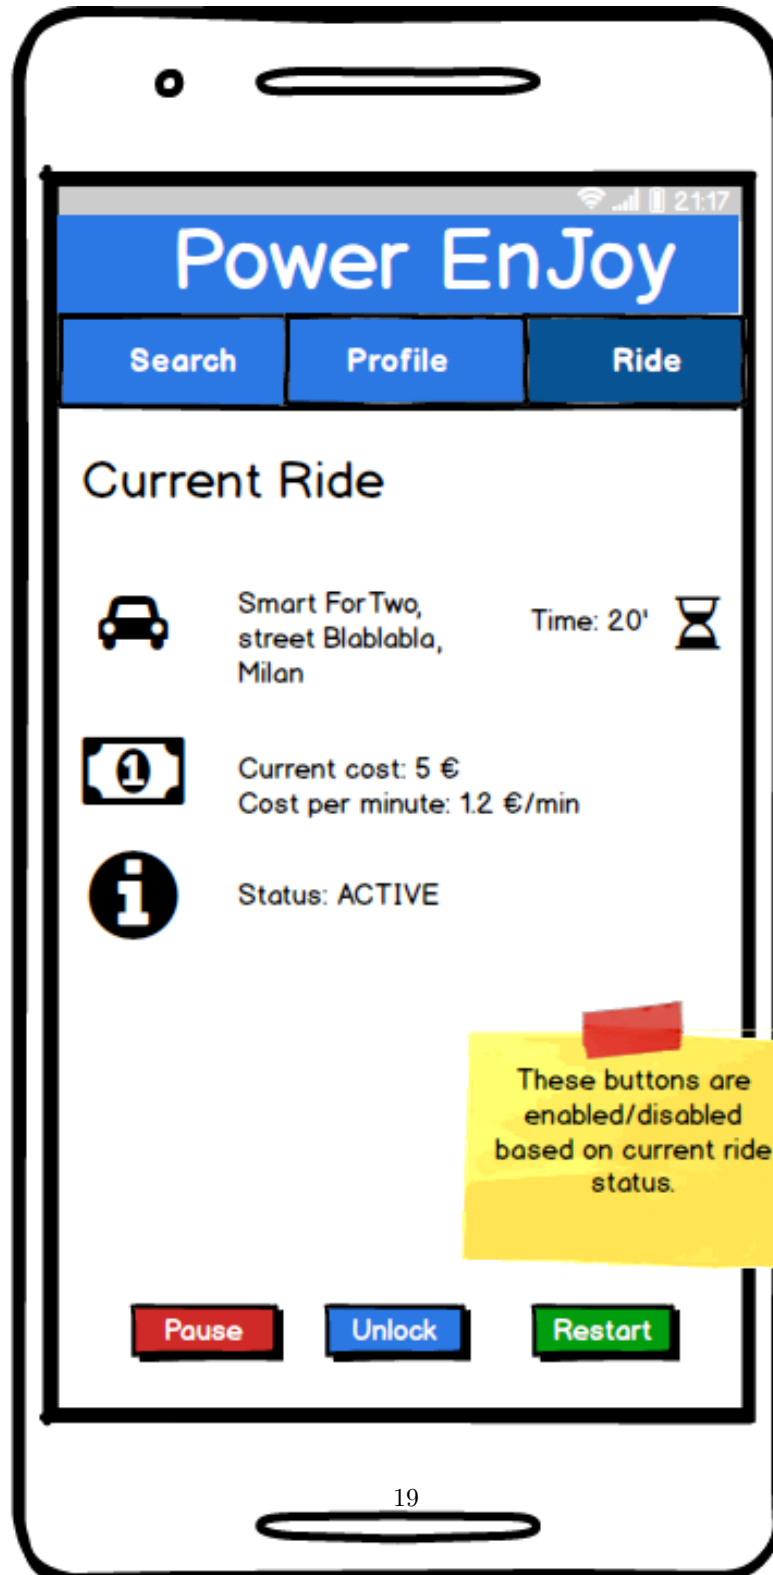 21:17
Power EnJoy
Search Profile Ride
Current Ride
Smart ForTwo,
street Blablabla,
Milan
Time: 20'
1
Current cost: 5 €
Cost per minute: 1.2 €/min
i
Status: ACTIVE
These buttons are
enabled/disabled
based on current ride
status.
Pause Unlock Restart
19